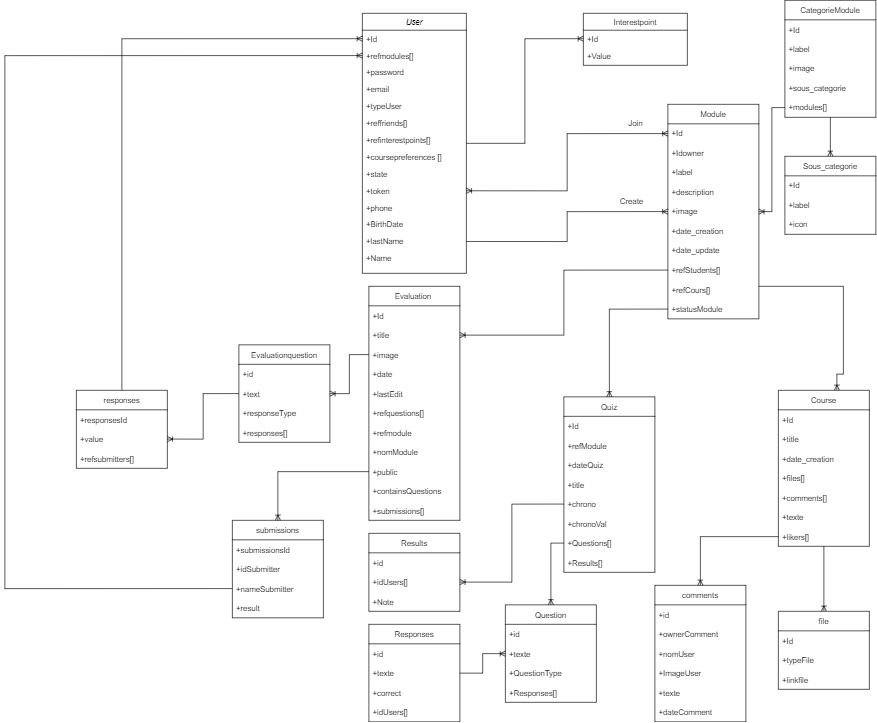 User
+Id
+refmodules[]
+password
+email
+typeUser
+reffriends[]
+refinterestpoints[]
+coursepreferences []
+state
+token
+phone
+BirthDate
+lastName
+Name
Interestpoint
+Id
+Value
CategorieModule
+Id
+label
+image
+sous_categorie
+modules[]
Join
Create
Module
+Id
+Idowner
+label
+description
+image
+date_creation
+date_update
+refStudents[]
+refCours[]
+statusModule
Sous_categorie
+Id
+label
+icon
Evaluation
+Id
+title
+image
+date
+lastEdit
+refquestions[]
+refmodule
+nomModule
+public
+containsQuestions
+submissions[]
Evaluationquestion
+id
+text
+responseType
+responses[]
responses
+responsesId
+value
+refsubmitters[]
submissions
+submissionsId
+idSubmitter
+nameSubmitter
+result
Quiz
+Id
+refModule
+dateQuiz
+title
+chrono
+chronoVal
+Questions[]
+Results[]
Course
+Id
+title
+date_creation
+files[]
+comments[]
+texte
+likers[]
Results
+id
+idUsers[]
+Note
Responses
+id
+texte
+correct
+idUsers[]
Question
+id
+texte
+QuestionType
+Responses[]
comments
+id
+ownerComment
+nomUser
+ImageUser
+texte
+dateComment
file
+Id
+typeFile
+linkfile